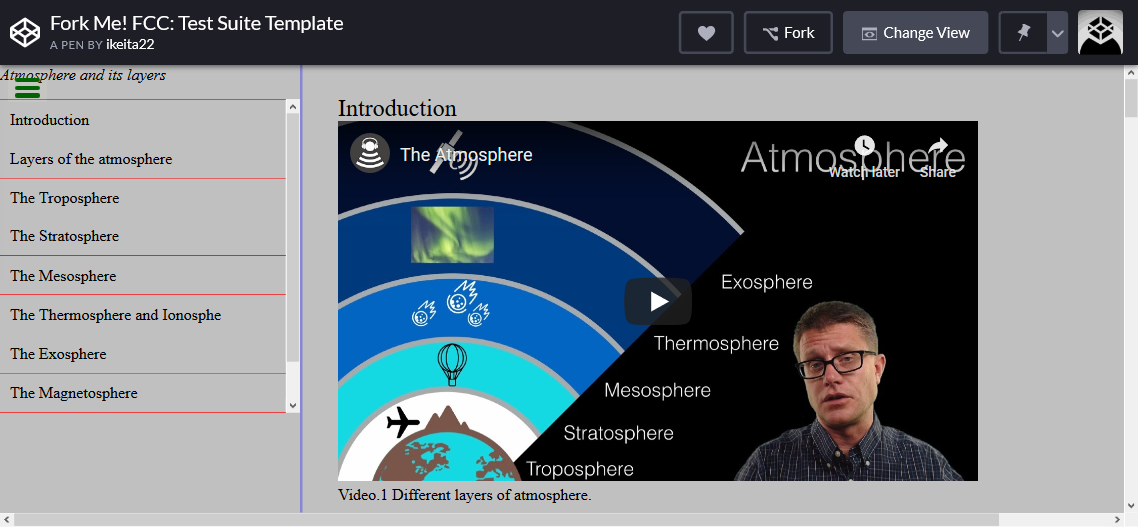 Fork Me! FCC: Test Suite Template
A PEN BY ikeita22
Fork
Change View
Atmosphere and its layers
Introduction
Layers of the atmosphere
The Troposphere
The Stratosphere
The Mesosphere
The Thermosphere and Ionosphe
The Exosphere
The Magnetosphere
Introduction
The Atmosphere
Atmosphere
Watch later
Share
Exosphere
Thermosphere
Mesosphere
Stratosphere
Troposphere
Video.1 Different layers of atmosphere.